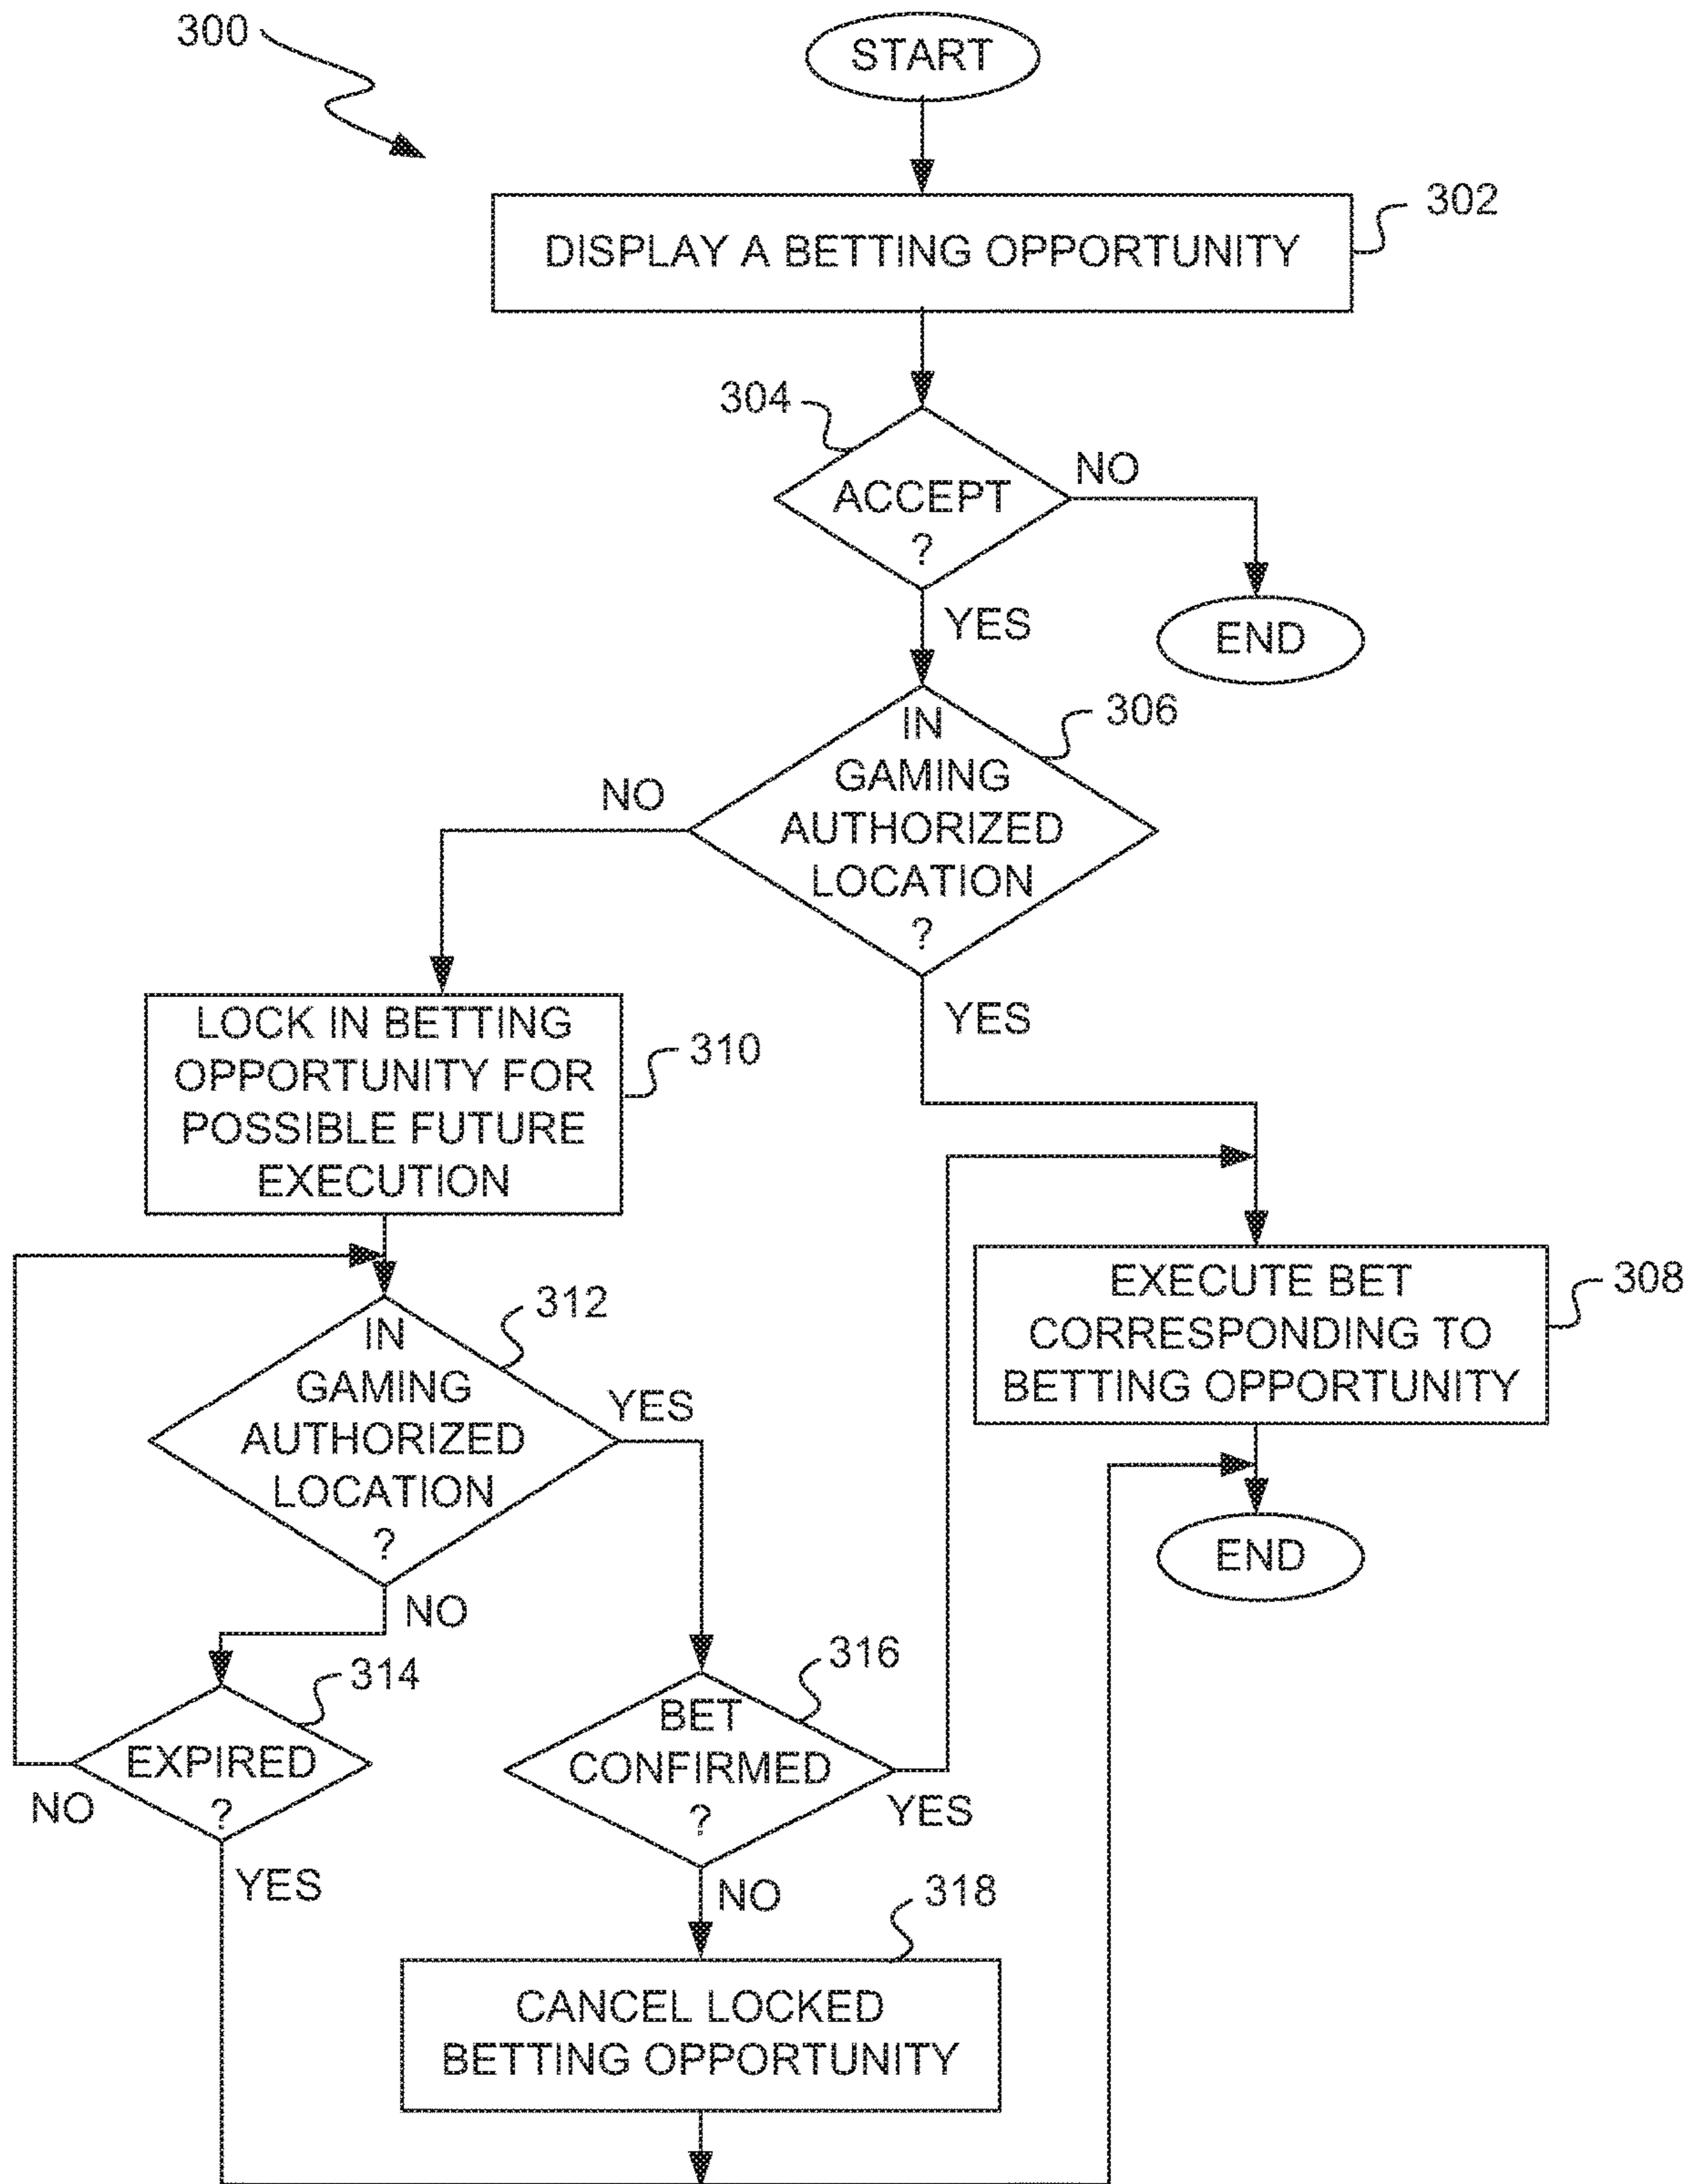 300
START
302
DISPLAY A BETTING OPPORTUNITY
304
ACCEPT
?
NO
YES
END
306
IN
GAMING
AUTHORIZED
LOCATION
?
NO
YES
LOCK IN BETTING
OPPORTUNITY FOR
POSSIBLE FUTURE
EXECUTION
310
312
IN
GAMING
AUTHORIZED
LOCATION
?
YES
NO
EXECUTE BET
CORRESPONDING TO
BETTING OPPORTUNITY
308
END
314
EXPIRED
?
NO
YES
316
BET
CONFIRMED
?
YES
NO
318
CANCEL LOCKED
BETTING OPPORTUNITY